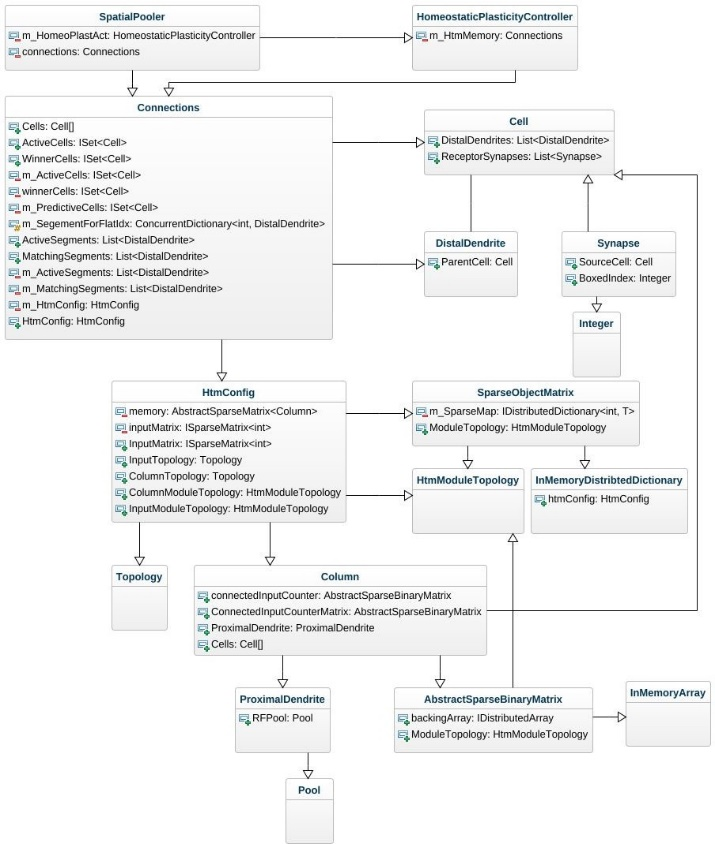 SpatialPooler
m_HomeoPlastAct: HomeostaticPlasticityController
connections: Connections
HomeostaticPlasticityController
m_HtmMemory: Connections
Connections
Cells: Cell[]
ActiveCells: ISet<Cell>
WinnerCells: ISet<Cell>
m_ActiveCells: ISet<Cell>
winnerCells: ISet<Cell>
m_PredictiveCells: ISet<Cell>
m_SegementForFlatIdx: ConcurrentDictionary<int, DistalDendrite>
ActiveSegments: List<DistalDendrite>
MatchingSegments: List<DistalDendrite>
m_ActiveSegments: List<DistalDendrite>
m_MatchingSegments: List<DistalDendrite>
m_HtmConfig: HtmConfig
HtmConfig: HtmConfig
Cell
DistalDendrites: List<DistalDendrite>
ReceptorSynapses: List<Synapse>
DistalDendrite
ParentCell: Cell
Synapse
SourceCell: Cell
BoxedIndex: Integer
Integer
HtmConfig
memory: AbstractSparseMatrix<Column>
inputMatrix: ISparseMatrix<int>
InputMatrix: ISparseMatrix<int>
InputTopology: Topology
ColumnTopology: Topology
ColumnModuleTopology: HtmModuleTopology
InputModuleTopology: HtmModuleTopology
SparseObjectMatrix
m_SparseMap: IDistributedDictionary<int, T>
ModuleTopology: HtmModuleTopology
HtmModuleTopology
InMemoryDistribtedDictionary
htmConfig: HtmConfig
Topology
Column
connectedInputCounter: AbstractSparseBinaryMatrix
ConnectedInputCounterMatrix: AbstractSparseBinaryMatrix
ProximalDendrite: ProximalDendrite
Cells: Cell[]
ProximalDendrite
RFPool: Pool
AbstractSparseBinaryMatrix
backingArray: IDistributedArray
ModuleTopology: HtmModuleTopology
InMemoryArray
Pool